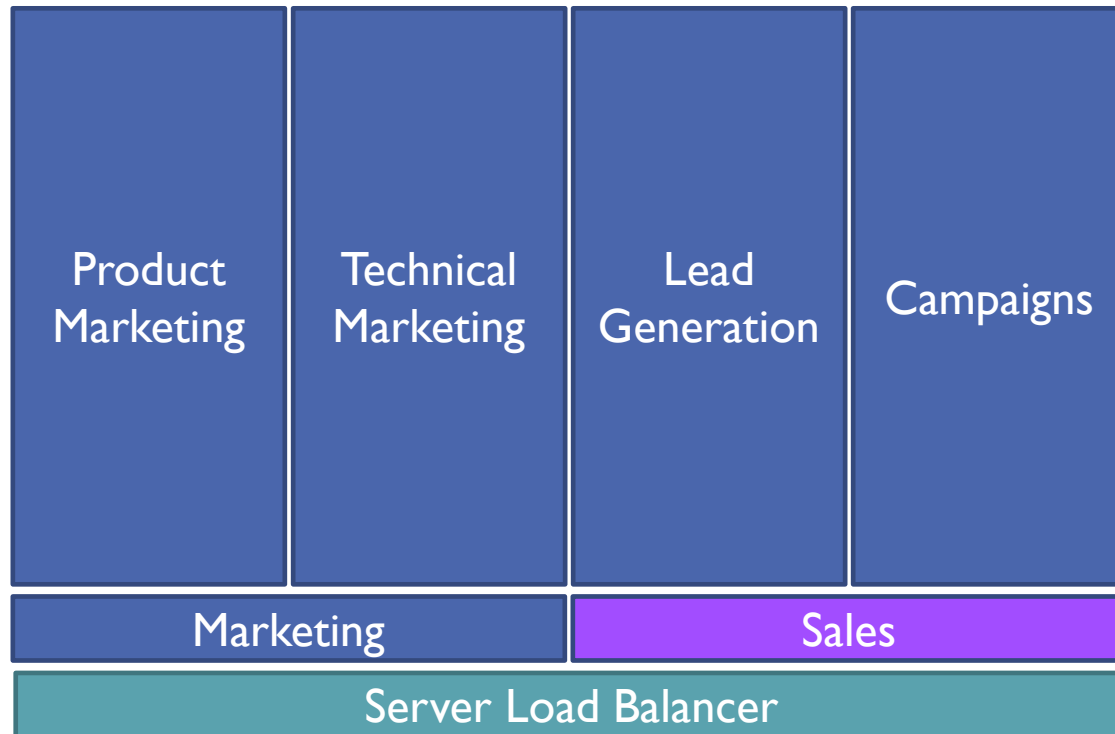 Product
Marketing
Technical
Marketing
Lead
Generation
Campaigns
Marketing
Sales
Server Load Balancer